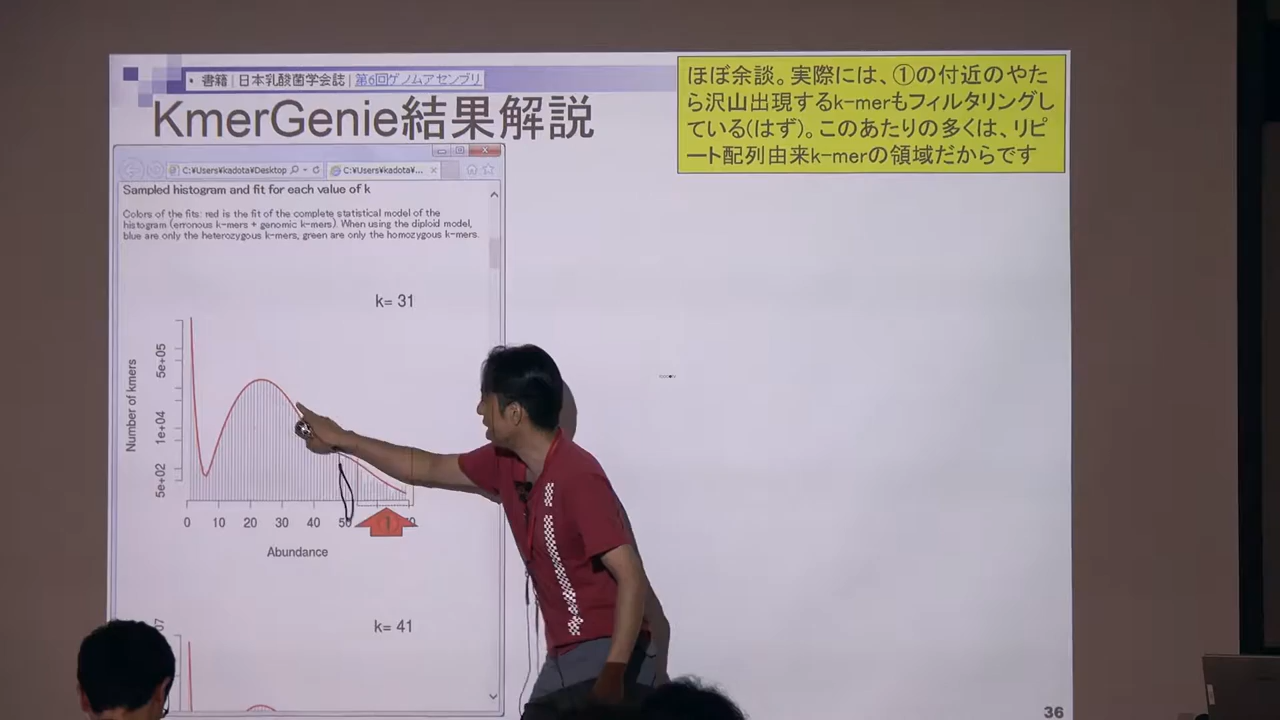 • 書籍 | 日本乳酸菌学会誌 | 第6回ゲノムアセンブリ
KmerGenie結果解説
ほぼ余談。実際には、①の付近のやた
ら沢山出現するk-merもフィルタリングし
ている(はず)。このあたりの多くは、リピ
ート配列由来k-merの領域だからです
C:¥Users¥kadota¥Desktop
C:¥Users¥kadota¥...
Sampled histogram and fit for each value of k
Colors of the fits: red is the fit of the complete statistical model of the
histogram (erronous k-mers + genomic k-mers). When using the diploid model,
blue are only the heterozygous k-mers, green are only the homozygous k-mers.
k= 31
Number of kmers
5e+05
1e+04
5e+02
0 10 20 30 40 50
①
Abundance
k= 41
36